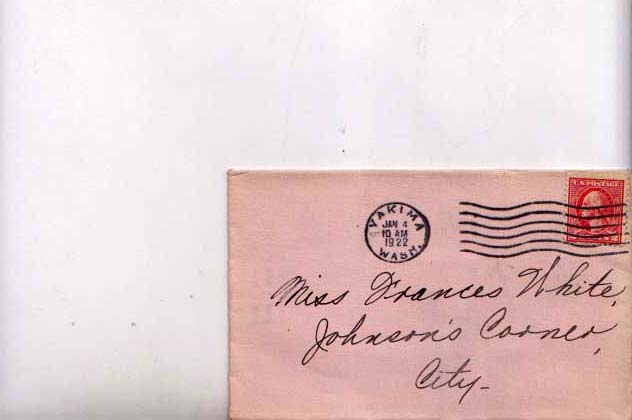 YAKIMA
JAN 4
10 AM
1922
WASH.
U.S. POSTAGE
Miss Frances White,
Johnson's Corner,
City-